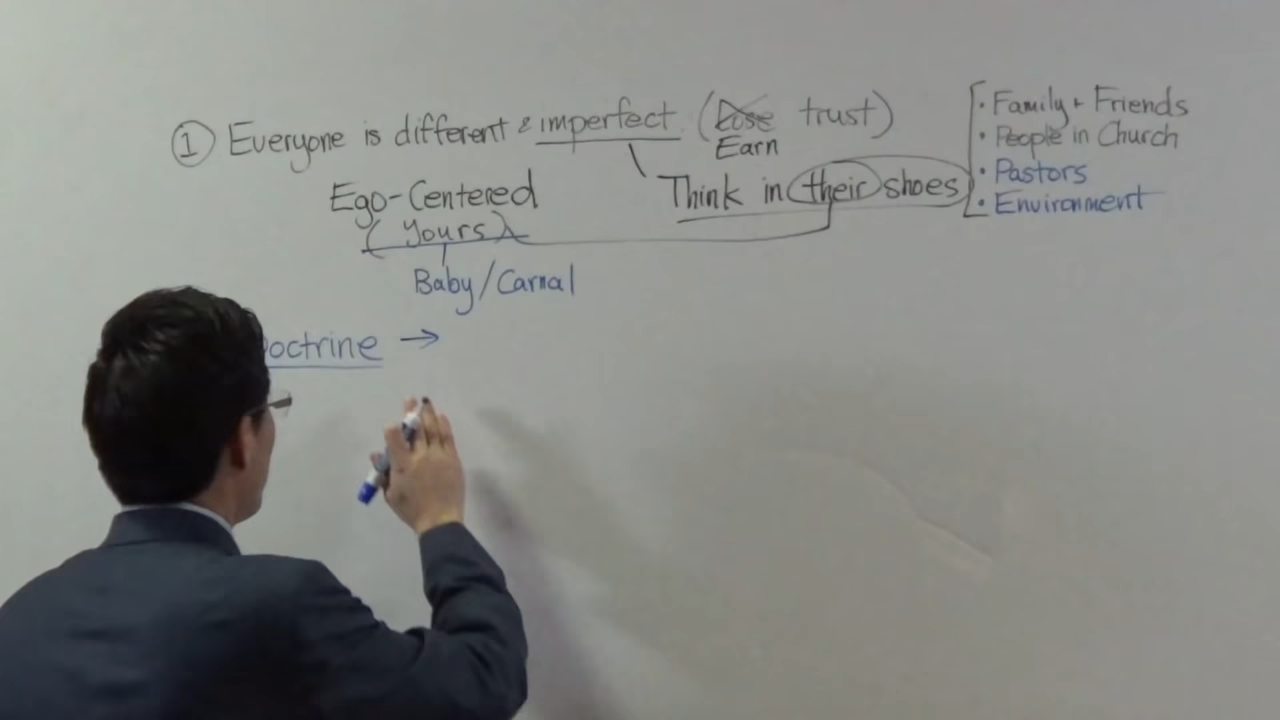 ① Everyone is different & imperfect (Lose trust)
Earn
Ego-Centered
(Yours)
Baby/Carnal
Think in their shoes
· Family + Friends
· People in Church
· Pastors
· Environment
octrine →